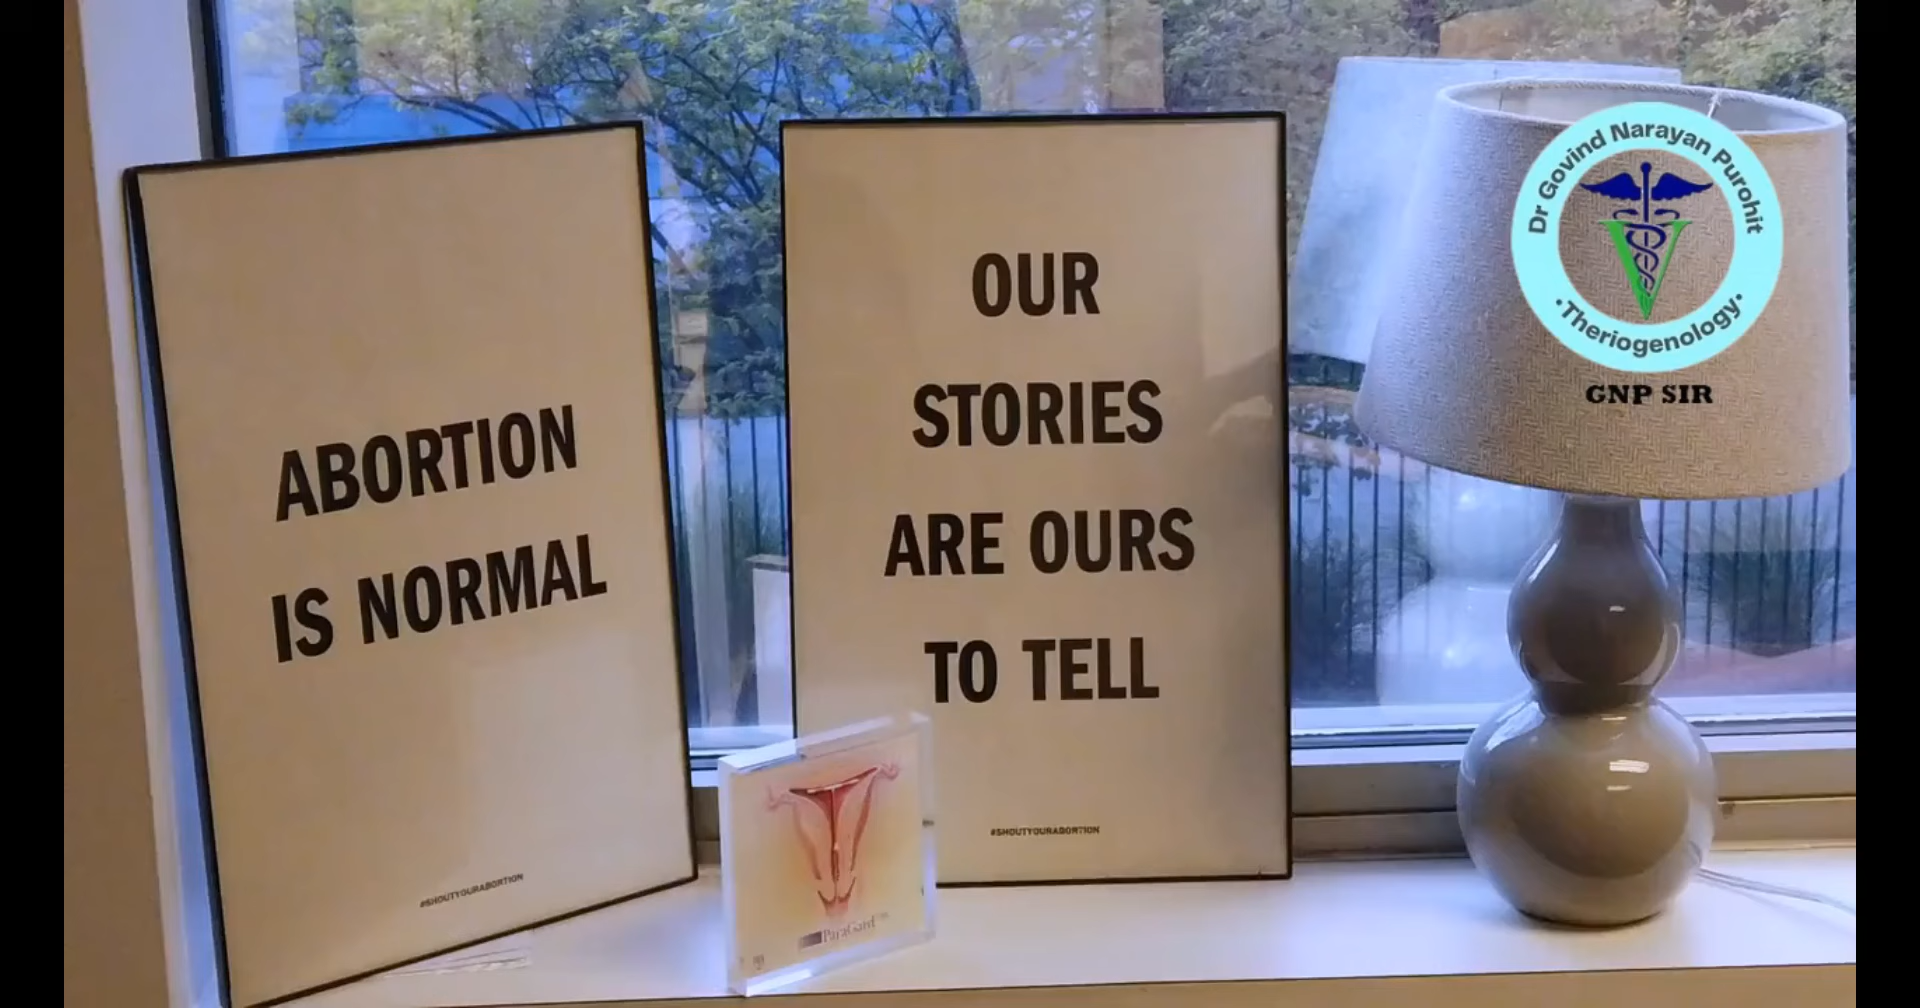 ABORTION
IS NORMAL
#SHOUTYOURABORTION
OUR
STORIES
ARE OURS
TO TELL
#SHOUTYOURABORTION
ParaGard
Dr Govind Narayan Purohit
·Theriogenology·
GNP SIR